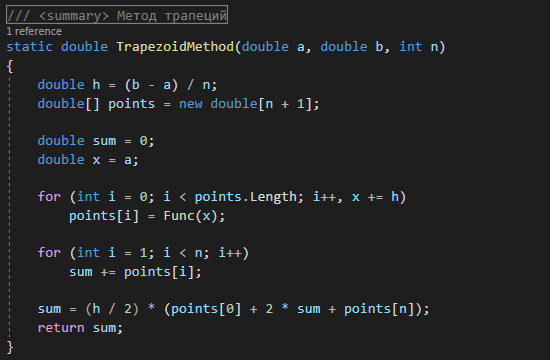 /// <summary> Метод трапеций
1 reference
static double TrapezoidMethod(double a, double b, int n)
{
    double h = (b - a) / n;
    double[] points = new double[n + 1];

    double sum = 0;
    double x = a;

    for (int i = 0; i < points.Length; i++, x += h)
        points[i] = Func(x);

    for (int i = 1; i < n; i++)
        sum += points[i];

    sum = (h / 2) * (points[0] + 2 * sum + points[n]);
    return sum;
}